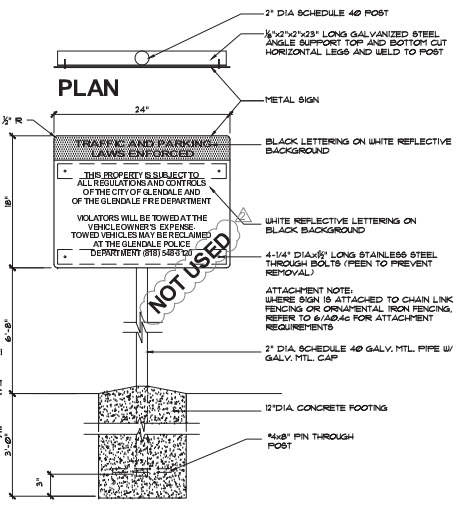 2" DIA SCHEDULE 40 POST
⅛"x2"x2"x23" LONG GALVANIZED STEEL
ANGLE SUPPORT TOP AND BOTTOM CUT
HORIZONTAL LEGS AND WELD TO POST
PLAN
METAL SIGN
24"
½" R
BLACK LETTERING ON WHITE REFLECTIVE
BACKGROUND
TRAFFIC AND PARKING
LAWS ENFORCED
THIS PROPERTY IS SUBJECT TO
ALL REGULATIONS AND CONTROLS
OF THE CITY OF GLENDALE AND
OF THE GLENDALE FIRE DEPARTMENT
VIOLATORS WILL BE TOWED AT THE
VEHICLE OWNER'S EXPENSE.
TOWED VEHICLES MAY BE RECLAIMED
AT THE GLENDALE POLICE
DEPARTMENT (818) 548-3120
18"
2
NOT USED
WHITE REFLECTIVE LETTERING ON
BLACK BACKGROUND
4-1/4" DIA.x1½" LONG STAINLESS STEEL
THROUGH BOLTS (PEEN TO PREVENT
REMOVAL)
ATTACHMENT NOTE:
WHERE SIGN IS ATTACHED TO CHAIN LINK
FENCING OR ORNAMENTAL IRON FENCING,
REFER TO 6/A0.4c FOR ATTACHMENT
REQUIREMENTS
6'-8"
2" DIA. SCHEDULE 40 GALV. MTL. PIPE W/
GALV. MTL. CAP
12"DIA. CONCRETE FOOTING
3'-0"
#4x8" PIN THROUGH
POST
3"